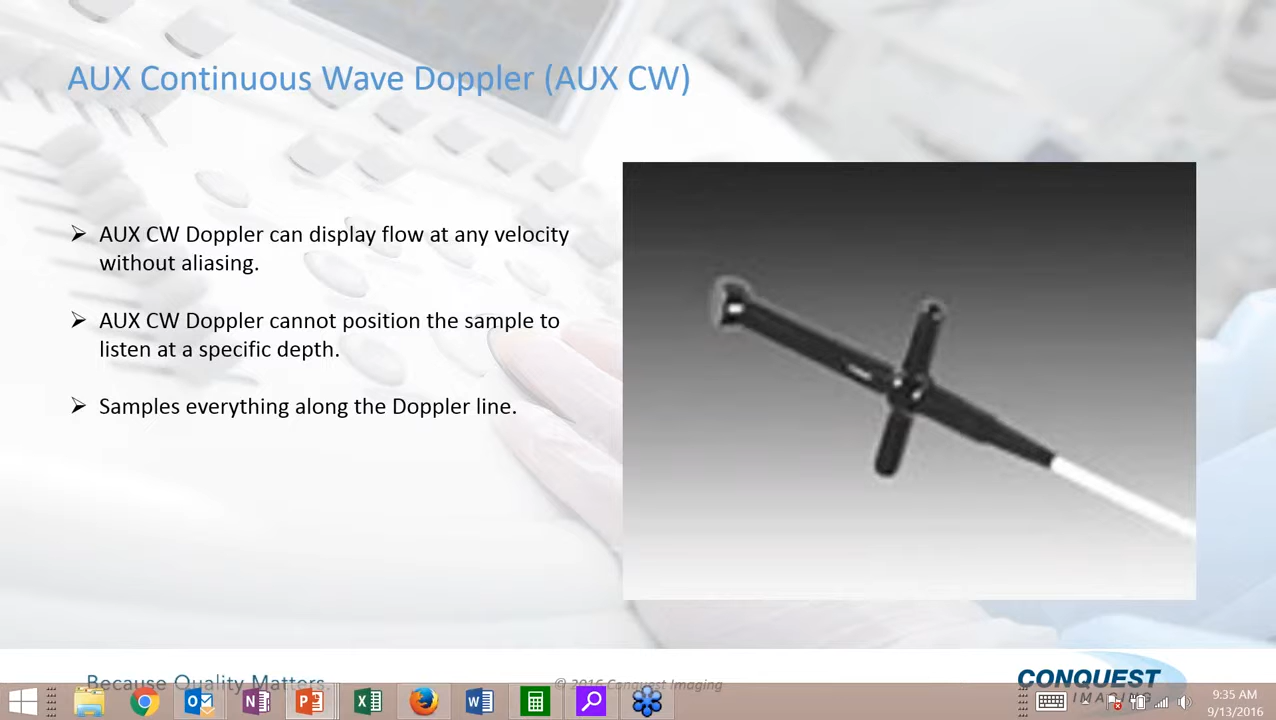 AUX Continuous Wave Doppler (AUX CW)
➢ AUX CW Doppler can display flow at any velocity
without aliasing.
➢ AUX CW Doppler cannot position the sample to
listen at a specific depth.
➢ Samples everything along the Doppler line.
Because Quality Matters.
© 2016 Conquest Imaging
CONQUEST
IMAGING
9:35 AM
9/13/2016